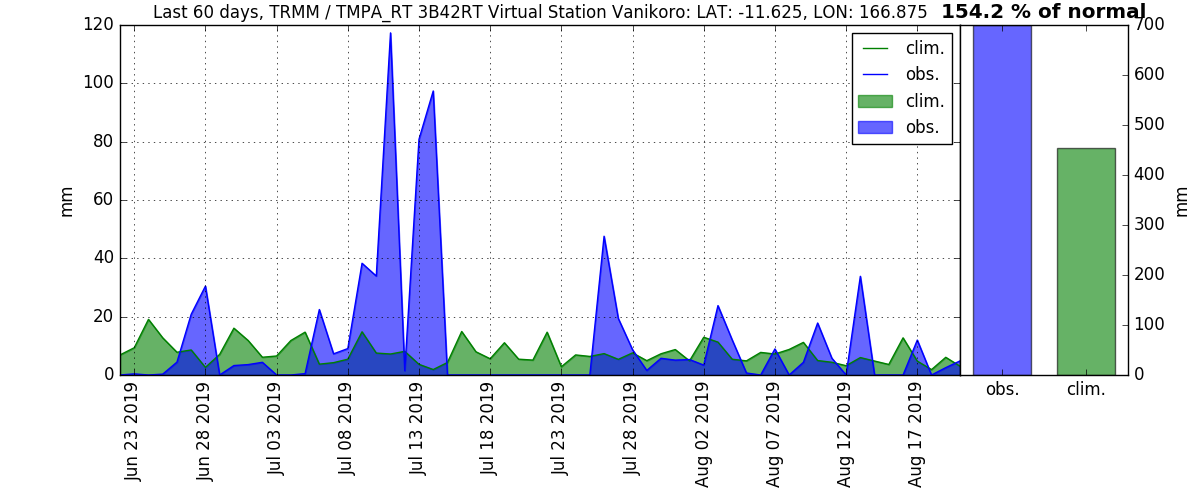 Last 60 days, TRMM / TMPA_RT 3B42RT Virtual Station Vanikoro: LAT: -11.625, LON: 166.875
154.2 % of normal
120
100
80
60
40
20
0
mm
clim.
obs.
clim.
obs.
Jun 23 2019
Jun 28 2019
Jul 03 2019
Jul 08 2019
Jul 13 2019
Jul 18 2019
Jul 23 2019
Jul 28 2019
Aug 02 2019
Aug 07 2019
Aug 12 2019
Aug 17 2019
700
600
500
400
300
200
100
0
mm
obs.
clim.